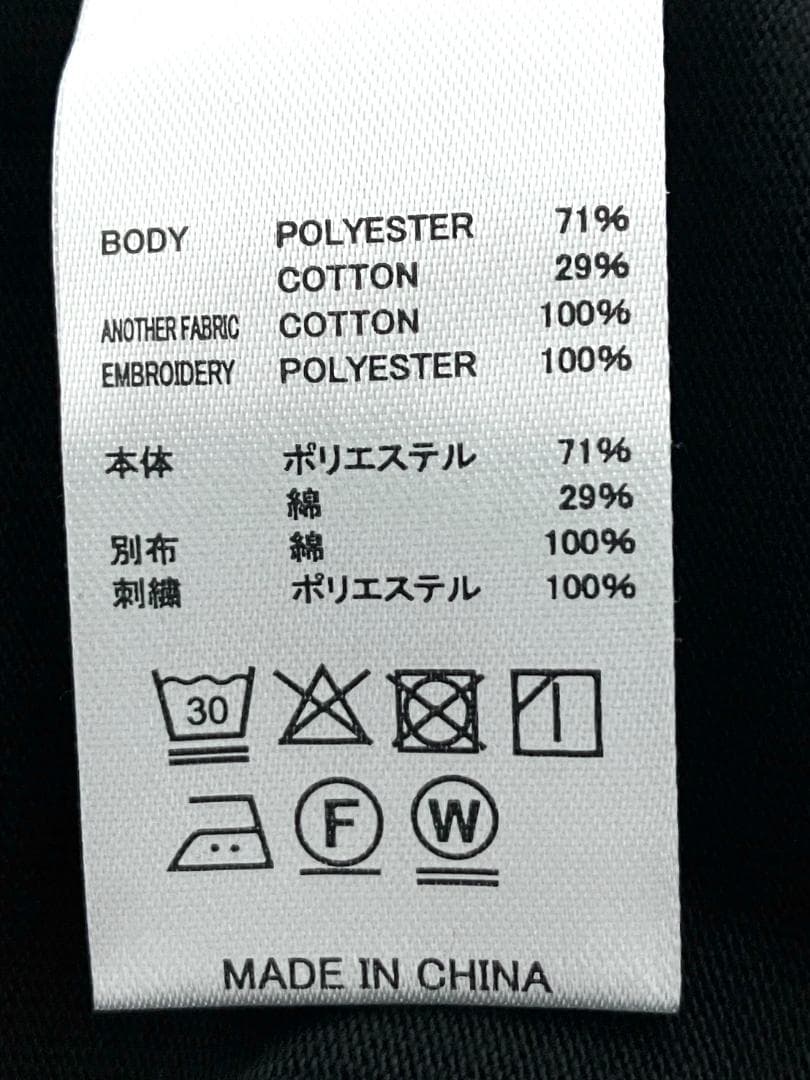 BODY POLYESTER 71%
COTTON 29%
ANOTHER FABRIC COTTON 100%
EMBROIDERY POLYESTER 100%
本体 ポリエステル 71%
綿 29%
別布 綿 100%
刺繍 ポリエステル 100%
30
F W
MADE IN CHINA